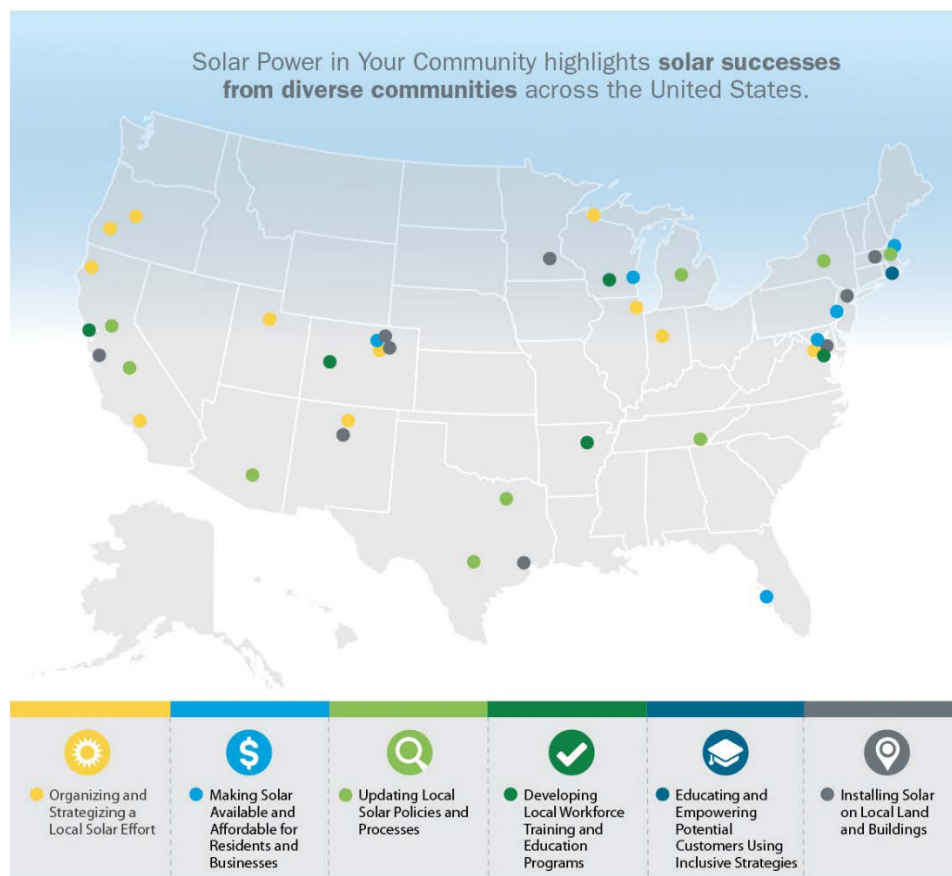 Solar Power in Your Community highlights solar successes
from diverse communities across the United States.
$
Organizing and
Strategizing a
Local Solar Effort
Making Solar
Available and
Affordable for
Residents and
Businesses
Updating Local
Solar Policies and
Processes
Developing
Local Workforce
Training and
Education
Programs
Educating and
Empowering
Potential
Customers Using
Inclusive Strategies
Installing Solar
on Local Land
and Buildings